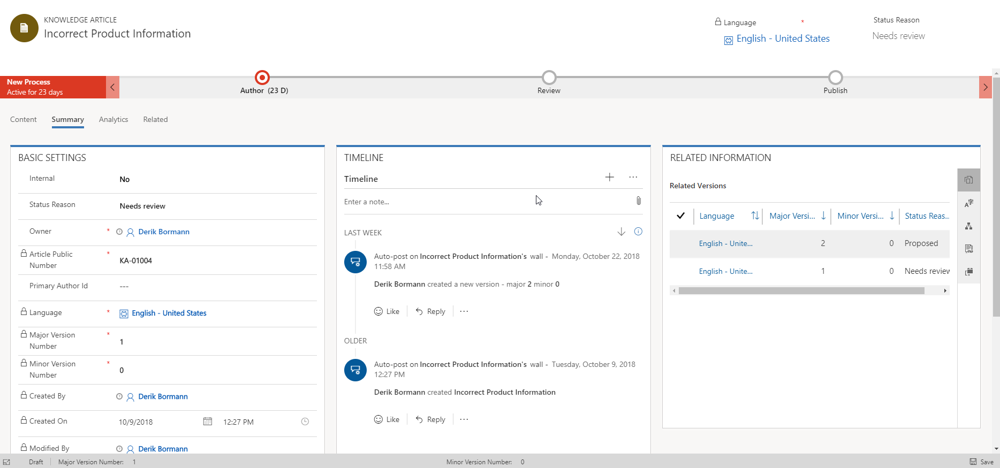 KNOWLEDGE ARTICLE
Incorrect Product Information
Language *
English - United States
Status Reason
Needs review
New Process
Active for 23 days
Author (23 D)
Review
Publish
Content Summary Analytics Related
BASIC SETTINGS
Internal No
Status Reason Needs review
Owner * Derik Bormann
Article Public * 
Number KA-01004
Primary Author Id ---
Language * English - United States
Major Version *
Number 1
Minor Version *
Number 0
Created By Derik Bormann
Created On 10/9/2018 12:27 PM
Modified By Derik Bormann
TIMELINE
Timeline
Enter a note...
LAST WEEK
Auto-post on Incorrect Product Information's wall - Monday, October 22, 2018
11:58 AM
Derik Bormann created a new version - major 2 minor 0
Like Reply ...
OLDER
Auto-post on Incorrect Product Information's wall - Tuesday, October 9, 2018
12:27 PM
Derik Bormann created Incorrect Product Information
Like Reply ...
RELATED INFORMATION
Related Versions
Language Major Versi... Minor Versi... Status Reas...
English - Unite... 2 0 Proposed
English - Unite... 1 0 Needs review
Draft Major Version Number: 1 Minor Version Number: 0 Save